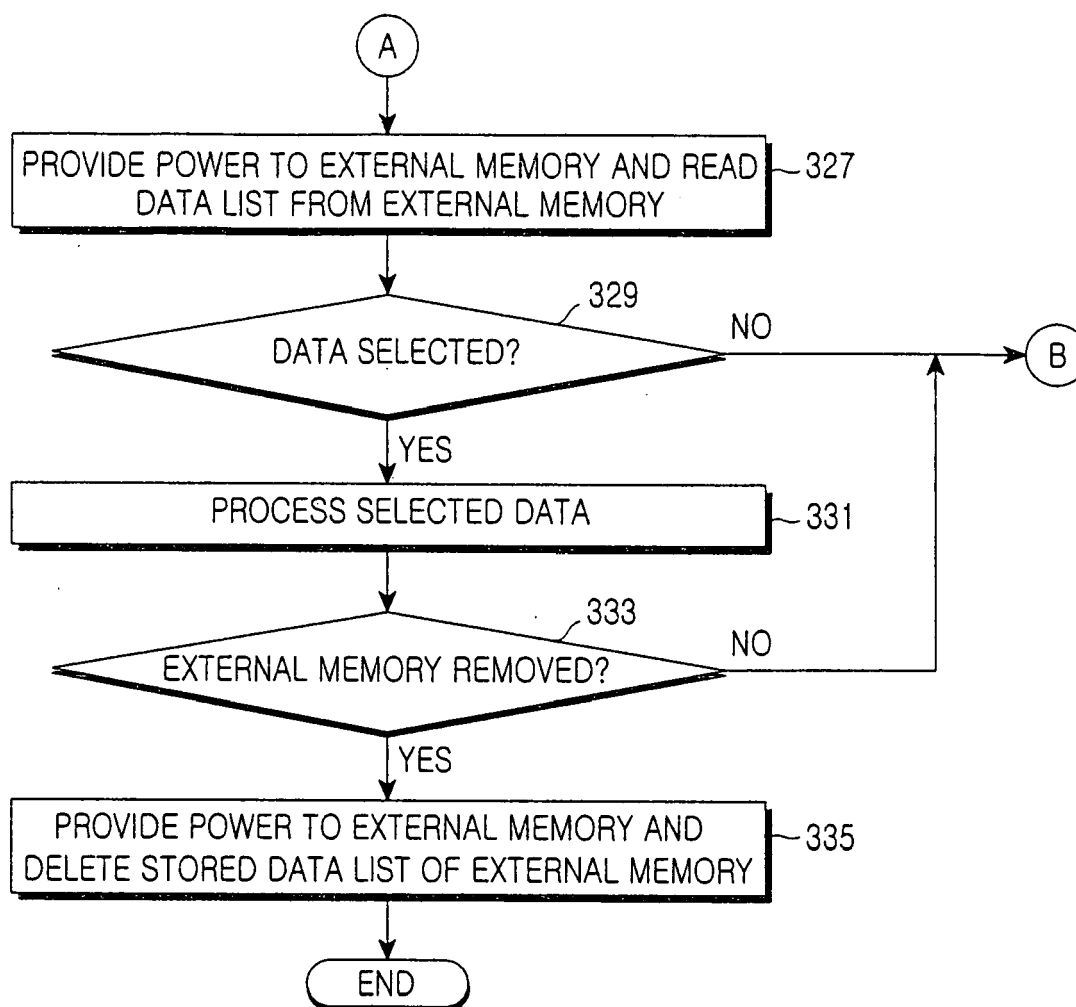 A
PROVIDE POWER TO EXTERNAL MEMORY AND READ
DATA LIST FROM EXTERNAL MEMORY
327
329
DATA SELECTED?
NO
B
YES
PROCESS SELECTED DATA
331
333
EXTERNAL MEMORY REMOVED?
NO
YES
PROVIDE POWER TO EXTERNAL MEMORY AND
DELETE STORED DATA LIST OF EXTERNAL MEMORY
335
END